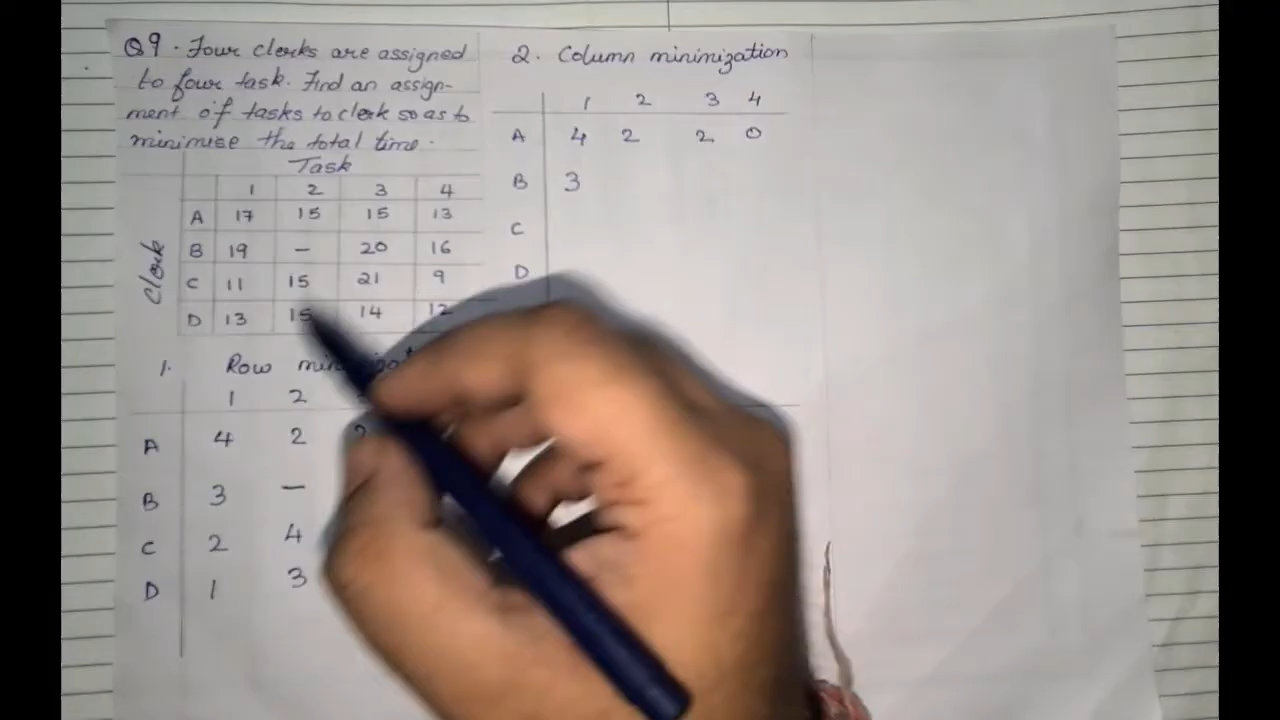 Q9. Four clerks are assigned
to four task. Find an assign-
ment of tasks to clerk so as to
minimise the total time.
Task
1 2 3 4
Clerk
A 17 15 15 13
B 19 – 20 16
C 11 15 21 9
D 13 15 14 12
1. Row
1 2
A 4 2
B 3 –
C 2 4
D 1 3
2. Column minimization
1 2 3 4
A 4 2 2 0
B 3
C
D